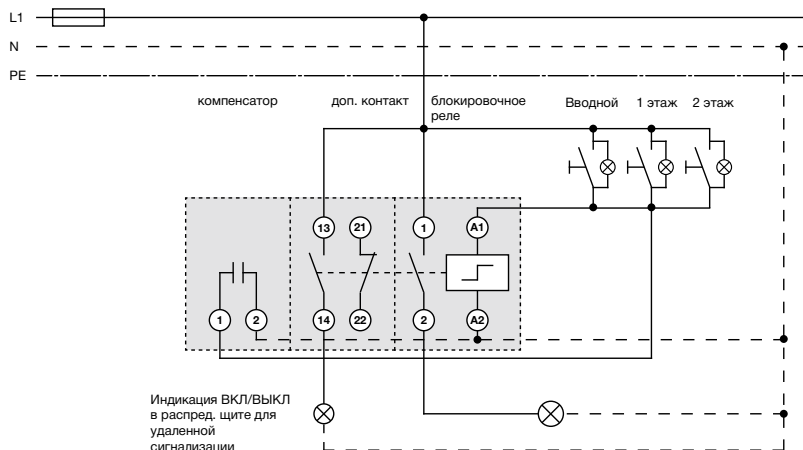 L1
N
PE
компенсатор доп. контакт блокировочное Вводной 1 этаж 2 этаж
реле
13 21 1 A1
1 2 14 22 2 A2
Индикация ВКЛ/ВЫКЛ
в распред. щите для
удаленной
сигнализации